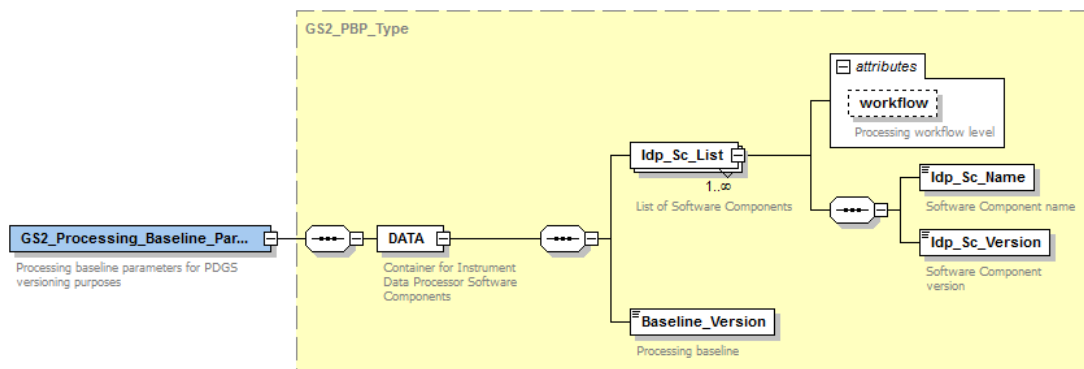 GS2_PBP_Type
attributes
workflow
Processing workflow level
Idp_Sc_List
1..∞
List of Software Components
Idp_Sc_Name
Software Component name
Idp_Sc_Version
Software Component
version
GS2_Processing_Baseline_Par...
Processing baseline parameters for PDGS
versioning purposes
DATA
Container for Instrument
Data Processor Software
Components
Baseline_Version
Processing baseline